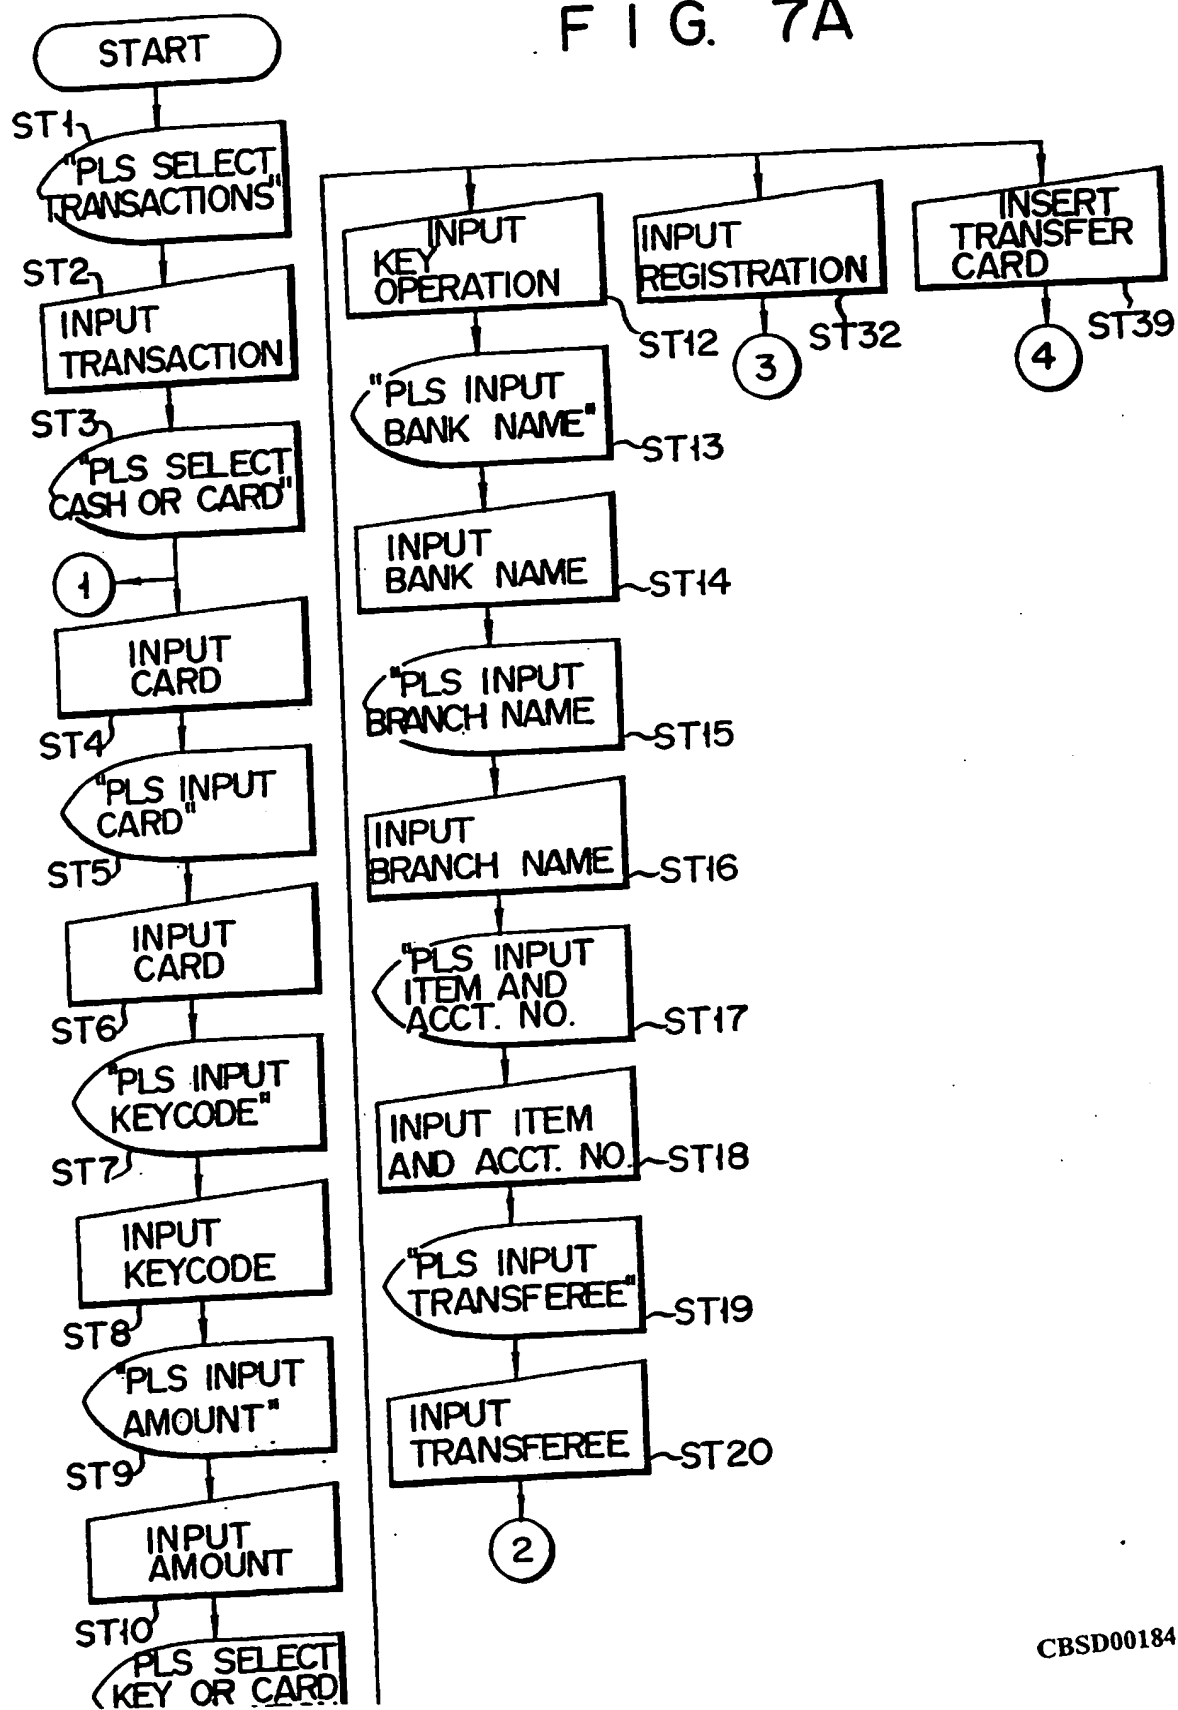 FIG. 7A
START
ST1
"PLS SELECT
TRANSACTIONS"
ST2
INPUT
TRANSACTION
ST3
"PLS SELECT
CASH OR CARD"
1
INPUT
CARD
ST4
"PLS INPUT
CARD"
ST5
INPUT
CARD
ST6
"PLS INPUT
KEYCODE"
ST7
INPUT
KEYCODE
ST8
"PLS INPUT
AMOUNT"
ST9
INPUT
AMOUNT
ST10
PLS SELECT
KEY OR CARD
INPUT
KEY
OPERATION
ST12
"PLS INPUT
BANK NAME"
ST13
INPUT
BANK NAME
ST14
"PLS INPUT
BRANCH NAME
ST15
INPUT
BRANCH NAME
ST16
"PLS INPUT
ITEM AND
ACCT. NO.
ST17
INPUT ITEM
AND ACCT. NO.
ST18
"PLS INPUT
TRANSFEREE"
ST19
INPUT
TRANSFEREE
ST20
2
INPUT
REGISTRATION
ST32
3
INSERT
TRANSFER
CARD
ST39
4
CBSD00184